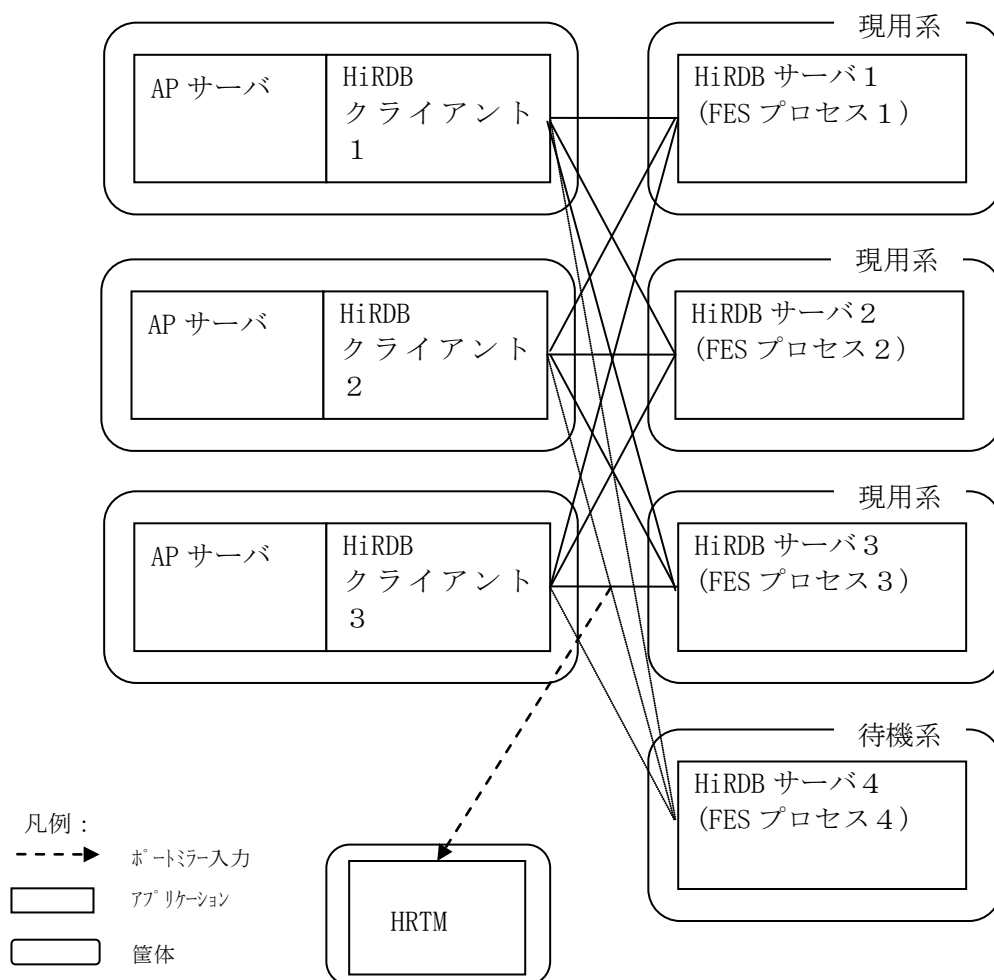 現用系
AP サーバ
HiRDB
クライアント
１
HiRDB サーバ１
(FES プロセス１)
現用系
AP サーバ
HiRDB
クライアント
２
HiRDB サーバ２
(FES プロセス２)
現用系
AP サーバ
HiRDB
クライアント
３
HiRDB サーバ３
(FES プロセス３)
待機系
HiRDB サーバ４
(FES プロセス４)
凡例：
ﾎﾟｰﾄﾐﾗｰ入力
ｱﾌﾟﾘｹｰｼｮﾝ
筐体
HRTM